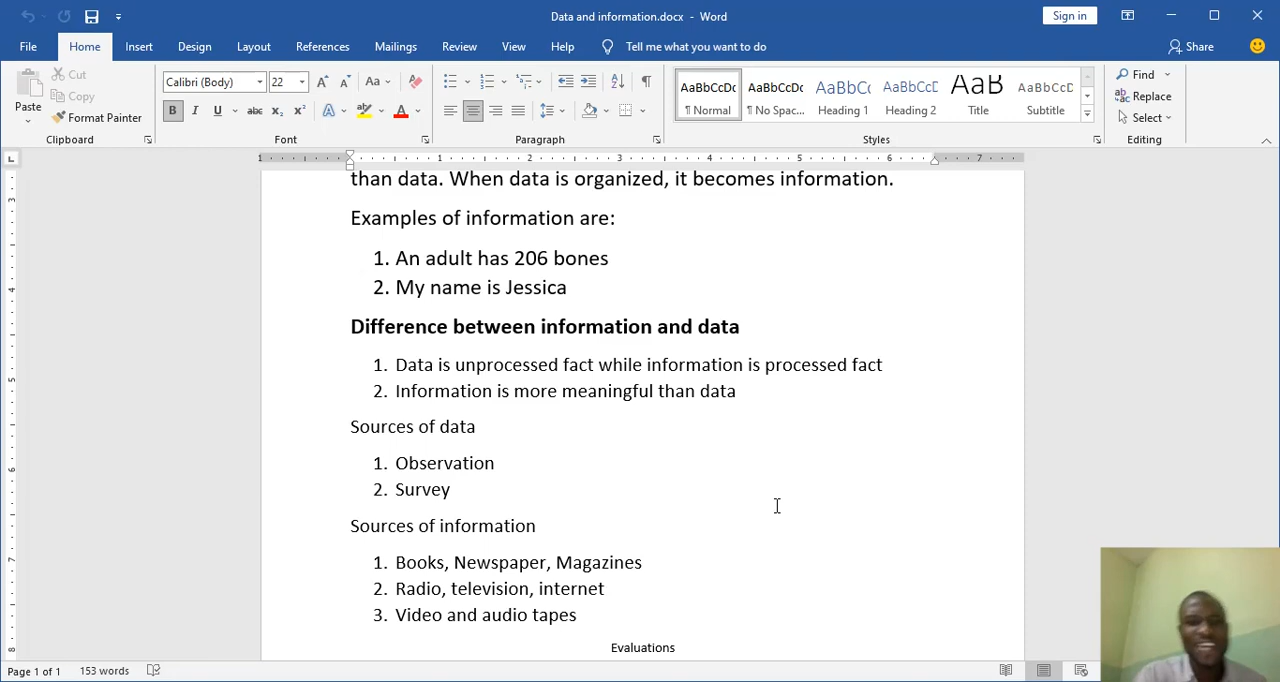 Data and information.docx - Word
Sign in
File Home Insert Design Layout References Mailings Review View Help Tell me what you want to do Share
Paste
Cut
Copy
Format Painter
Clipboard
Calibri (Body) 22
Font
Paragraph
AaBbCcDc AaBbCcDc AaBbCc AaBbCcD AaB AaBbCcD
¶ Normal ¶ No Spac... Heading 1 Heading 2 Title Subtitle
Styles
Find
Replace
Select
Editing
than data. When data is organized, it becomes information.
Examples of information are:
1. An adult has 206 bones
2. My name is Jessica
Difference between information and data
1. Data is unprocessed fact while information is processed fact
2. Information is more meaningful than data
Sources of data
1. Observation
2. Survey
Sources of information
1. Books, Newspaper, Magazines
2. Radio, television, internet
3. Video and audio tapes
Evaluations
Page 1 of 1 153 words